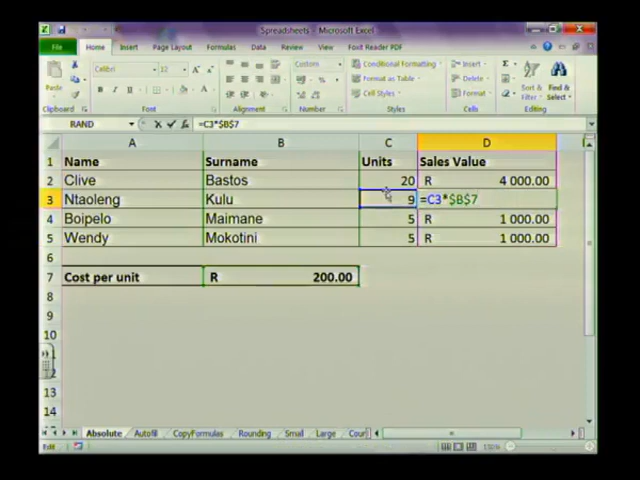 Spreadsheets - Microsoft Excel
File Home Insert Page Layout Formulas Data Review View Foxit Reader PDF
Calibri 12 Custom Conditional Formatting Insert
Paste Format as Table Delete Sort & Find &
Cell Styles Format Filter Select
Clipboard Font Alignment Number Styles Cells Editing
RAND =C3*$B$7
A B C D
1 Name Surname Units Sales Value
2 Clive Bastos 20 R 4 000.00
3 Ntaoleng Kulu 9 =C3*$B$7
4 Boipelo Maimane 5 R 1 000.00
5 Wendy Mokotini 5 R 1 000.00
6
7 Cost per unit R 200.00
8
9
10
12
13
14
Absolute Autofill CopyFormulas Rounding Small Large Coun
Edit